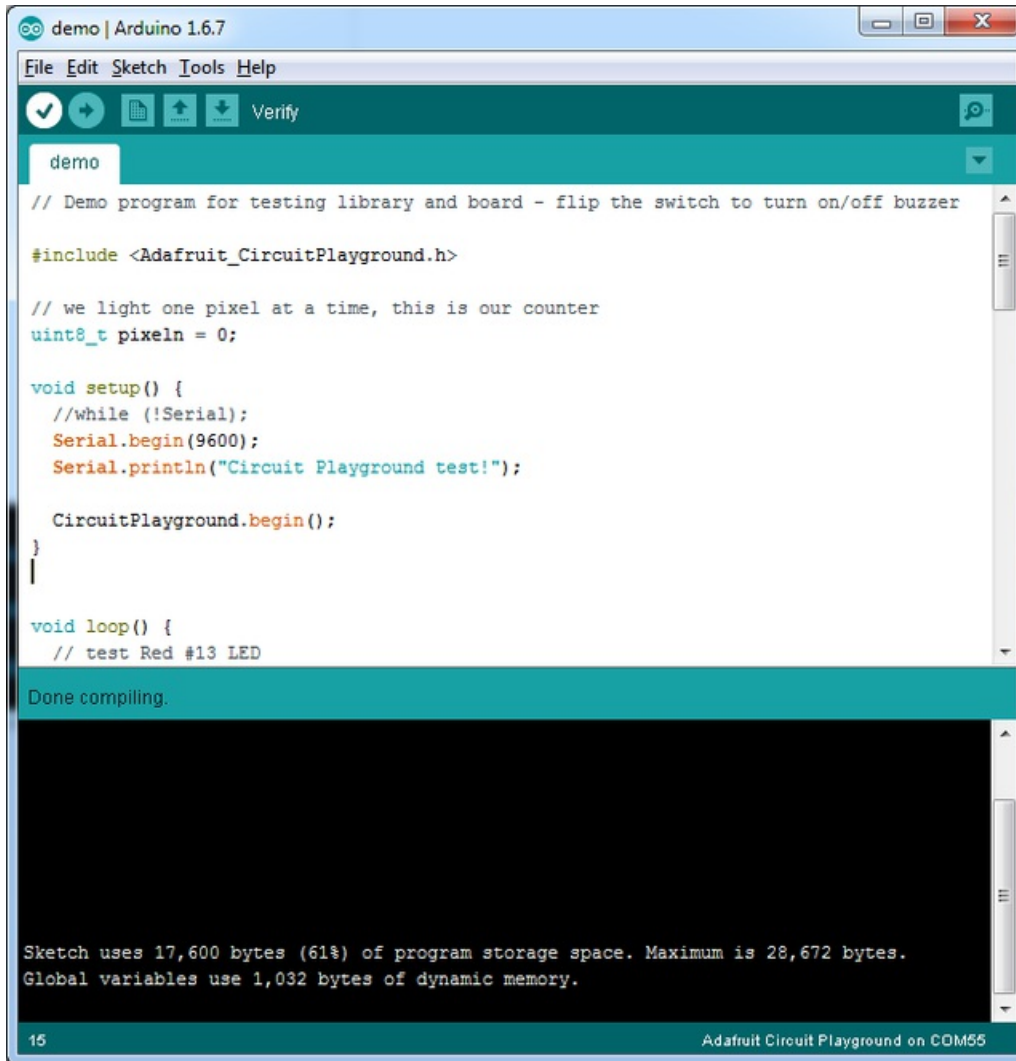 demo | Arduino 1.6.7
File Edit Sketch Tools Help
Verify
demo
// Demo program for testing library and board - flip the switch to turn on/off buzzer
#include <Adafruit_CircuitPlayground.h>
// we light one pixel at a time, this is our counter
uint8_t pixeln = 0;
void setup() {
  //while (!Serial);
  Serial.begin(9600);
  Serial.println("Circuit Playground test!");
  CircuitPlayground.begin();
}
void loop() {
  // test Red #13 LED
Done compiling.
Sketch uses 17,600 bytes (61%) of program storage space. Maximum is 28,672 bytes.
Global variables use 1,032 bytes of dynamic memory.
15 Adafruit Circuit Playground on COM55